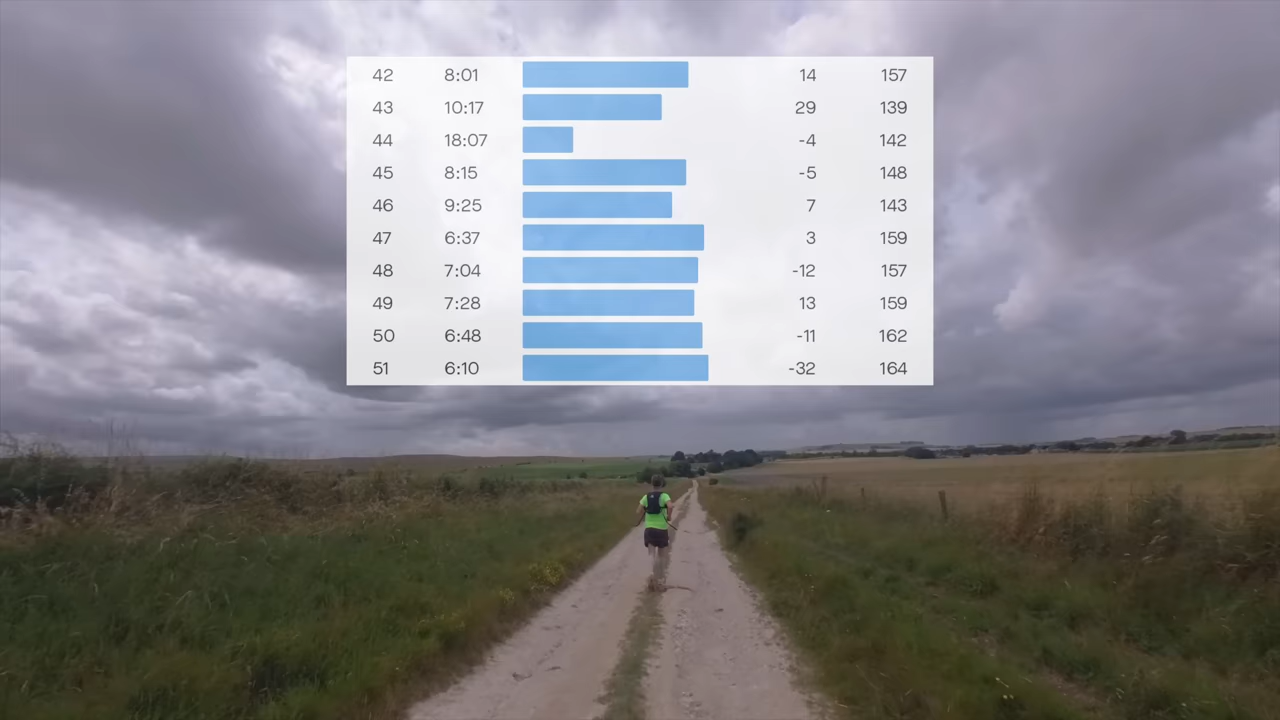 42 8:01 14 157
43 10:17 29 139
44 18:07 -4 142
45 8:15 -5 148
46 9:25 7 143
47 6:37 3 159
48 7:04 -12 157
49 7:28 13 159
50 6:48 -11 162
51 6:10 -32 164